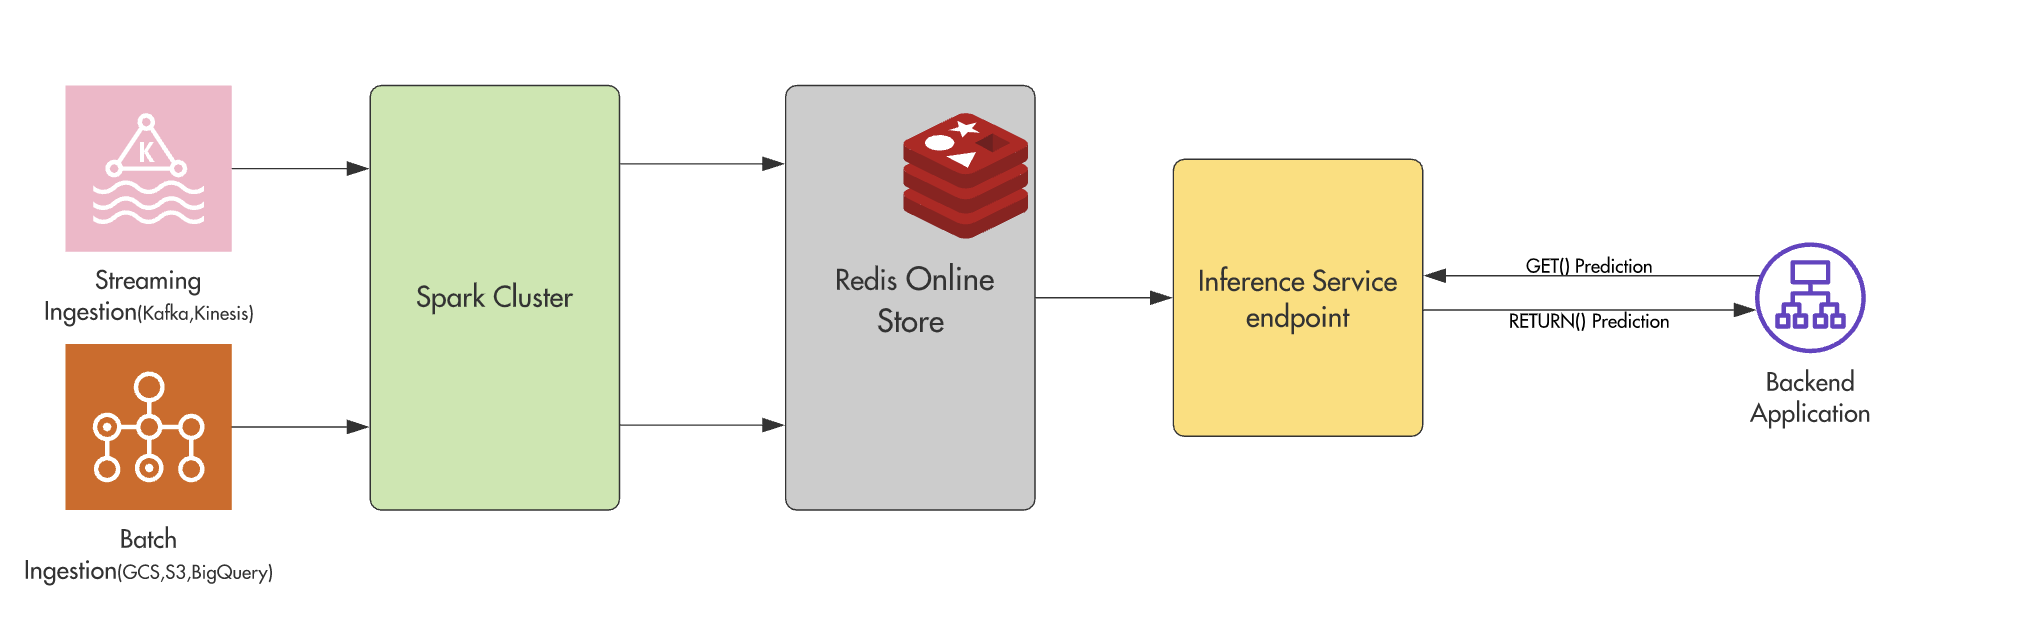 K
Streaming
Ingestion(Kafka,Kinesis)
Batch
Ingestion(GCS,S3,BigQuery)
Spark Cluster
Redis Online
Store
Inference Service
endpoint
GET() Prediction
RETURN() Prediction
Backend
Application